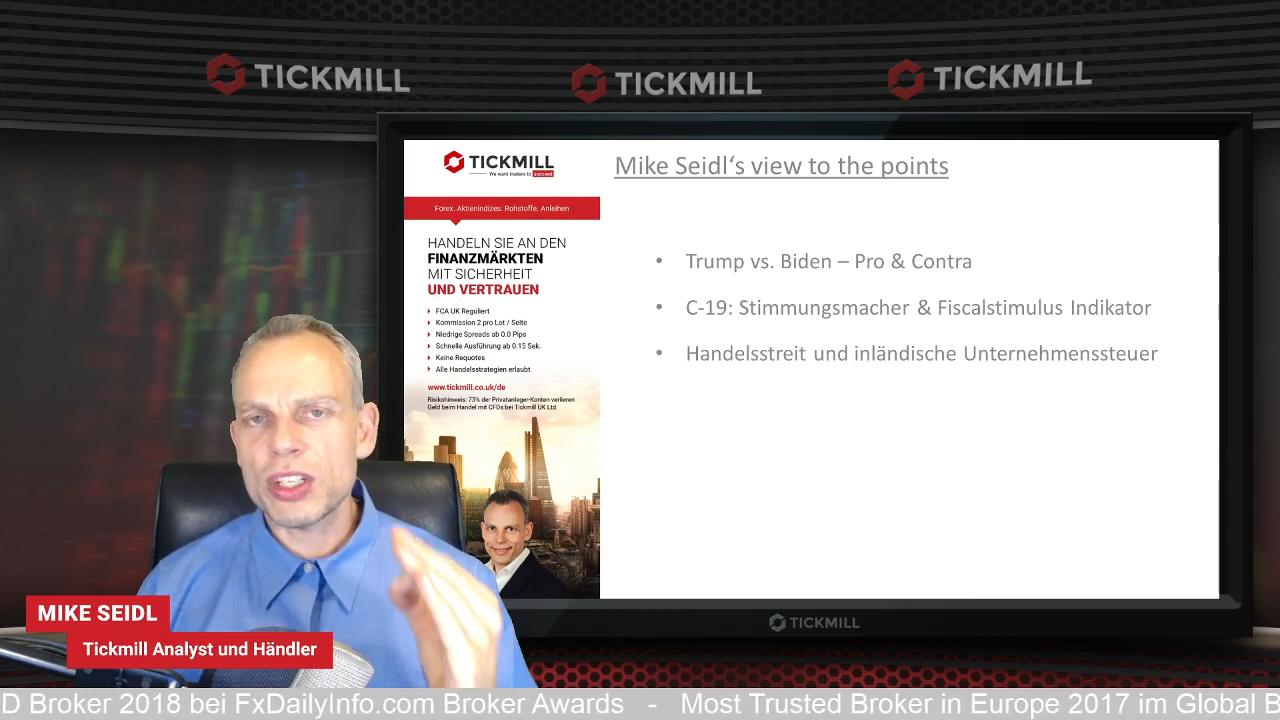 TICKMILL
TICKMILL
TICKMILL
TICKMILL
We want traders to succeed
Forex. Aktienindizes. Rohstoffe. Anleihen
HANDELN SIE AN DEN
FINANZMÄRKTEN
MIT SICHERHEIT
UND VERTRAUEN
FCA UK Reguliert
Kommission 2 pro Lot / Seite
Niedrige Spreads ab 0.0 Pips
Schnelle Ausführung ab 0.15 Sek.
Keine Requotes
Alle Handelsstrategien erlaubt
www.tickmill.co.uk/de
Risikohinweis: 73% der Privatanleger-Konten verlieren
Geld beim Handel mit CFDs bei Tickmill UK Ltd.
Mike Seidl‘s view to the points
• Trump vs. Biden – Pro & Contra
• C-19: Stimmungsmacher & Fiscalstimulus Indikator
• Handelsstreit und inländische Unternehmenssteuer
TICKMILL
MIKE SEIDL
Tickmill Analyst und Händler
D Broker 2018 bei FxDailyInfo.com Broker Awards - Most Trusted Broker in Europe 2017 im Global B